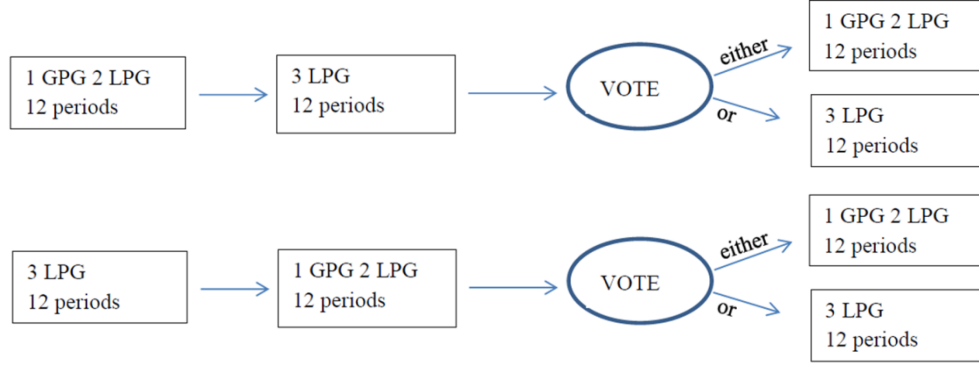 1 GPG 2 LPG
12 periods
3 LPG
12 periods
VOTE
either
or
1 GPG 2 LPG
12 periods
3 LPG
12 periods
3 LPG
12 periods
1 GPG 2 LPG
12 periods
VOTE
either
or
1 GPG 2 LPG
12 periods
3 LPG
12 periods